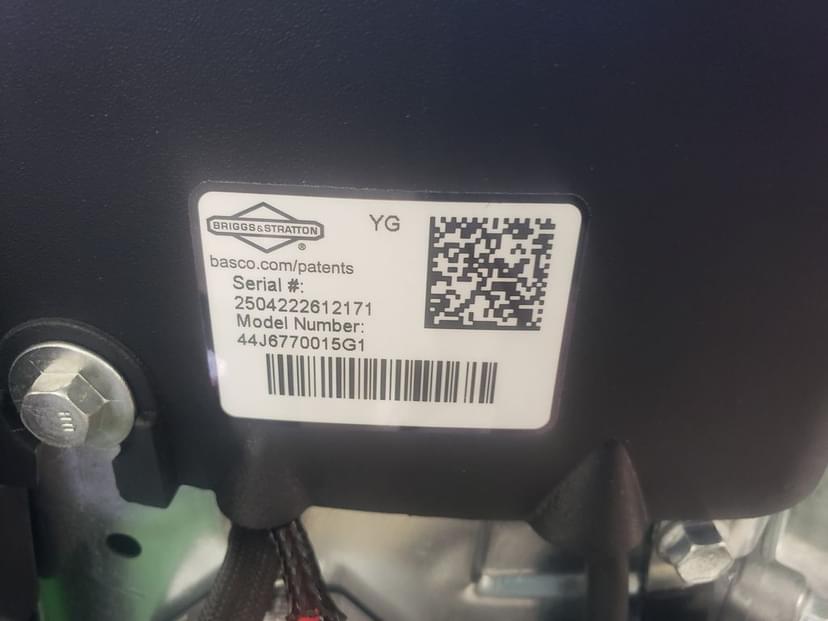 BRIGGS & STRATTON
®
YG
basco.com/patents
Serial #:
2504222612171
Model Number:
44J6770015G1